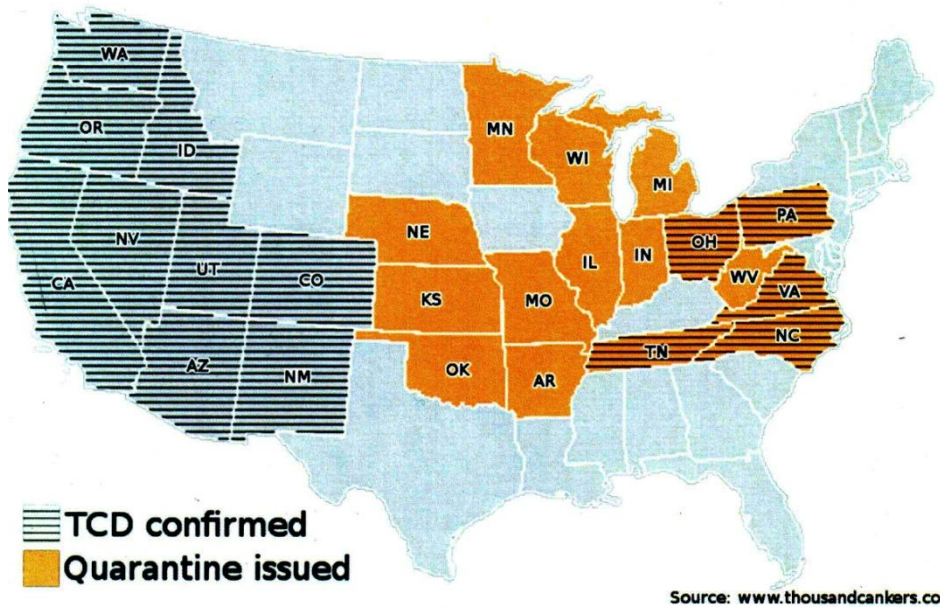 WA
OR
ID
MN
WI
MI
NE
PA
OH
NV
IL
IN
UT
CO
WV
CA
KS
MO
VA
NC
TN
AZ
NM
OK
AR
TCD confirmed
Quarantine issued
Source: www.thousandcankers.co